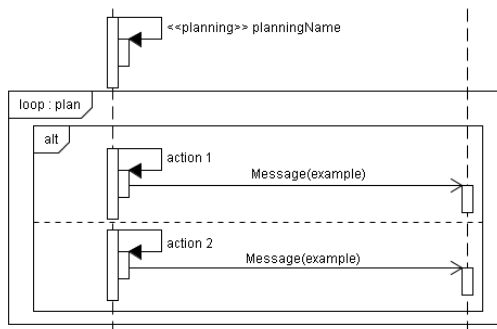 <<planning>> planningName
loop : plan
alt
action 1
Message(example)
action 2
Message(example)